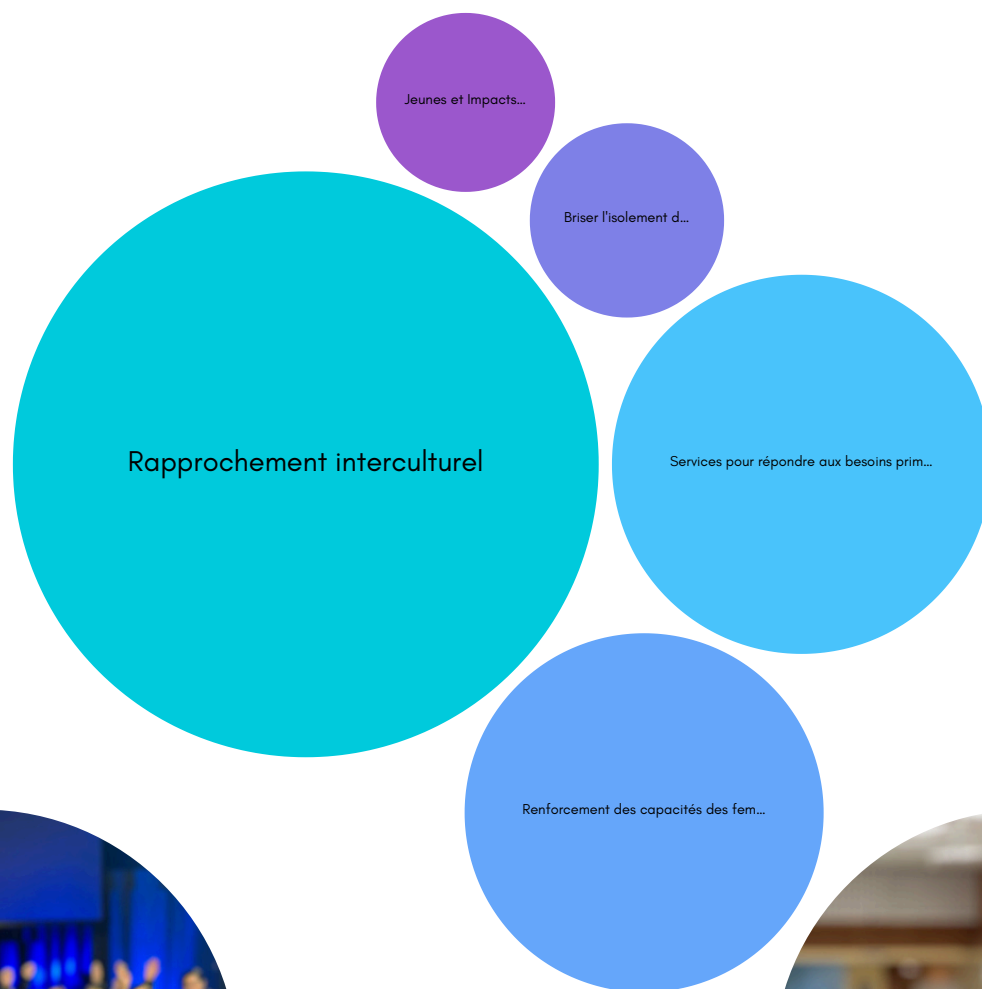 Jeunes et Impacts...
Briser l'isolement d...
Rapprochement interculturel
Services pour répondre aux besoins prim...
Renforcement des capacités des fem...